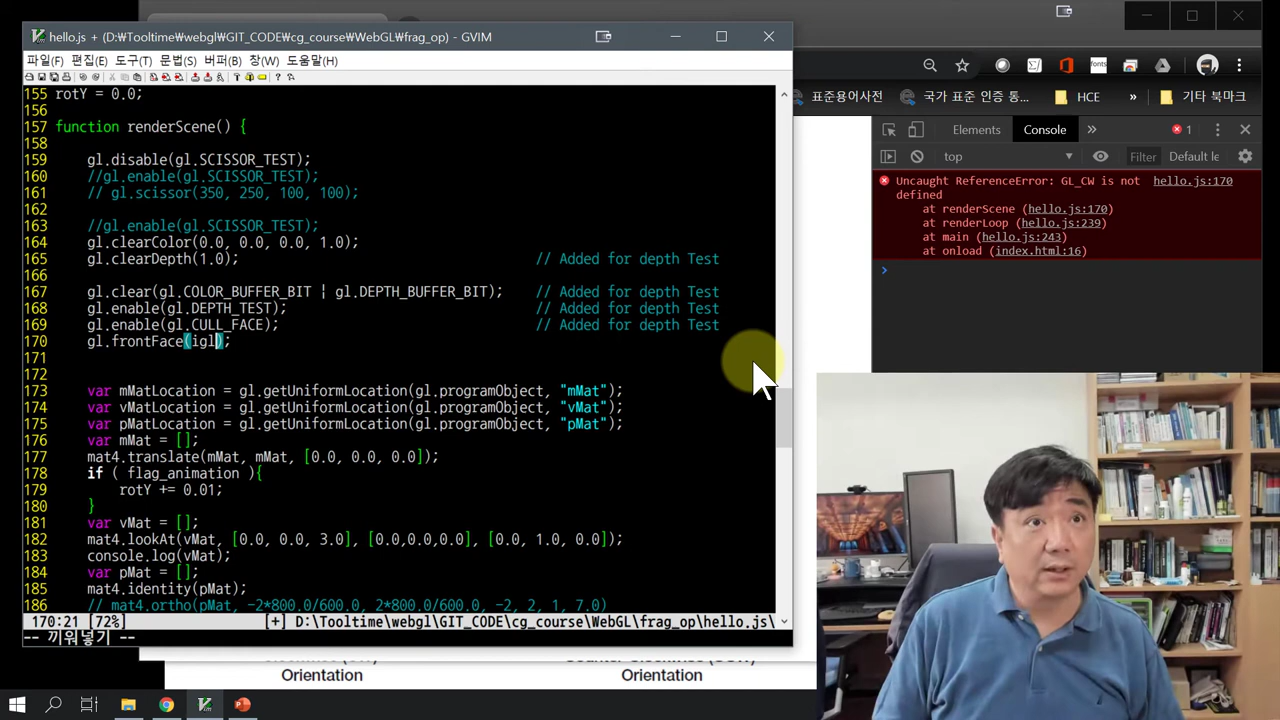 hello.js + (D:₩Tooltime₩webgl₩GIT_CODE₩cg_course₩WebGL₩frag_op) - GVIM
파일(F) 편집(E) 도구(T) 문법(S) 버퍼(B) 창(W) 도움말(H)
155 rotY = 0.0;
156
157 function renderScene() {
158
159 gl.disable(gl.SCISSOR_TEST);
160 //gl.enable(gl.SCISSOR_TEST);
161 // gl.scissor(350, 250, 100, 100);
162
163 //gl.enable(gl.SCISSOR_TEST);
164 gl.clearColor(0.0, 0.0, 0.0, 1.0);
165 gl.clearDepth(1.0); // Added for depth Test
166
167 gl.clear(gl.COLOR_BUFFER_BIT | gl.DEPTH_BUFFER_BIT); // Added for depth Test
168 gl.enable(gl.DEPTH_TEST); // Added for depth Test
169 gl.enable(gl.CULL_FACE); // Added for depth Test
170 gl.frontFace(igl);
171
172
173 var mMatLocation = gl.getUniformLocation(gl.programObject, "mMat");
174 var vMatLocation = gl.getUniformLocation(gl.programObject, "vMat");
175 var pMatLocation = gl.getUniformLocation(gl.programObject, "pMat");
176 var mMat = [];
177 mat4.translate(mMat, mMat, [0.0, 0.0, 0.0]);
178 if ( flag_animation ){
179 rotY += 0.01;
180 }
181 var vMat = [];
182 mat4.lookAt(vMat, [0.0, 0.0, 3.0], [0.0,0.0,0.0], [0.0, 1.0, 0.0]);
183 console.log(vMat);
184 var pMat = [];
185 mat4.identity(pMat);
186 // mat4.ortho(pMat, -2*800.0/600.0, 2*800.0/600.0, -2, 2, 1, 7.0)
170:21 [72%] [+] D:\Tooltime\webgl\GIT_CODE\cg_course\WebGL\frag_op\hello.js\
-- 끼워넣기 --
fonts
표준용어사전 국가 표준 인증 통... HCE » 기타 북마크
Elements Console » 1
top Filter Default le
Uncaught ReferenceError: GL_CW is not hello.js:170
defined
at renderScene (hello.js:170)
at renderLoop (hello.js:239)
at main (hello.js:243)
at onload (index.html:16)
Orientation Orientation